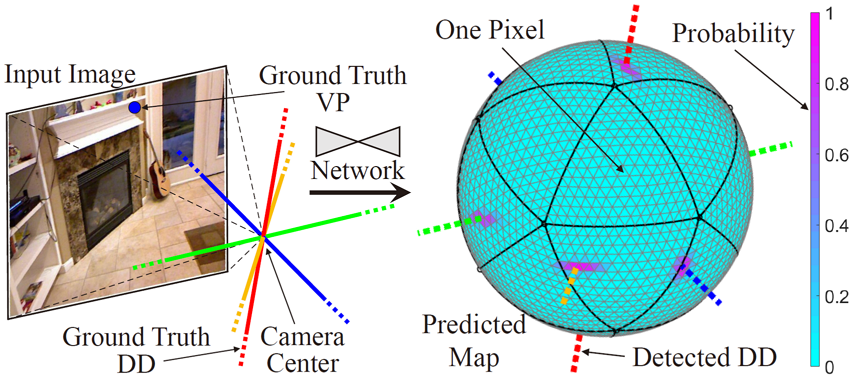 Input Image
Ground Truth
VP
Network
Ground Truth
DD
Camera
Center
One Pixel
Probability
Predicted
Map
Detected DD
1
0.8
0.6
0.4
0.2
0